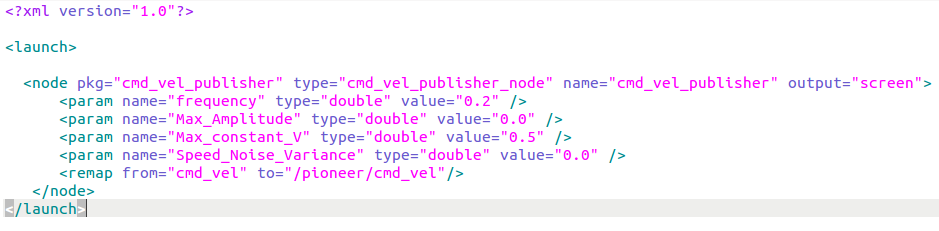 <?xml version="1.0"?>
<launch>
<node pkg="cmd_vel_publisher" type="cmd_vel_publisher_node" name="cmd_vel_publisher" output="screen">
<param name="frequency" type="double" value="0.2" />
<param name="Max_Amplitude" type="double" value="0.0" />
<param name="Max_constant_V" type="double" value="0.5" />
<param name="Speed_Noise_Variance" type="double" value="0.0" />
<remap from="cmd_vel" to="/pioneer/cmd_vel"/>
</node>
</launch>